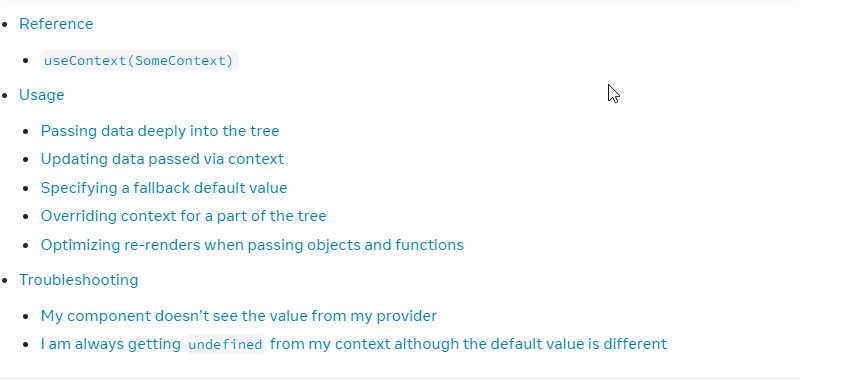 Reference
useContext(SomeContext)
Usage
Passing data deeply into the tree
Updating data passed via context
Specifying a fallback default value
Overriding context for a part of the tree
Optimizing re-renders when passing objects and functions
Troubleshooting
My component doesn’t see the value from my provider
I am always getting undefined from my context although the default value is different